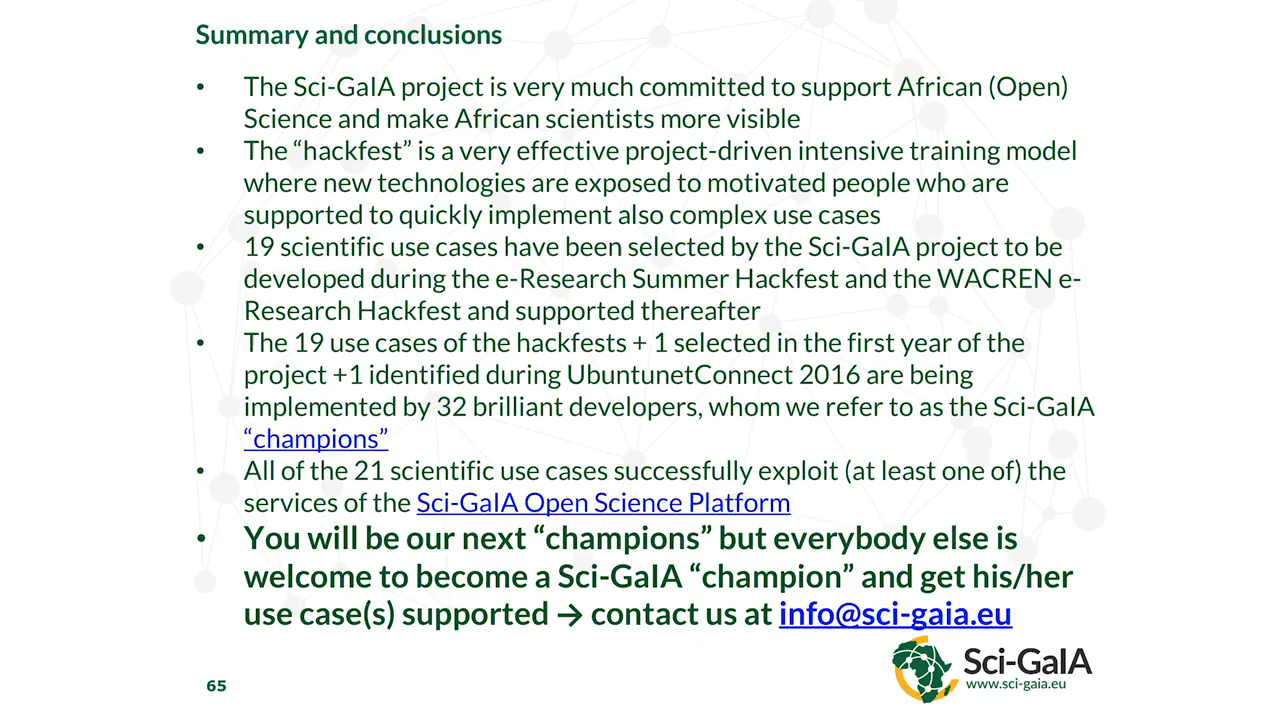 Summary and conclusions
• The Sci-GaIA project is very much committed to support African (Open)
Science and make African scientists more visible
• The “hackfest” is a very effective project-driven intensive training model
where new technologies are exposed to motivated people who are
supported to quickly implement also complex use cases
• 19 scientific use cases have been selected by the Sci-GaIA project to be
developed during the e-Research Summer Hackfest and the WACREN e-
Research Hackfest and supported thereafter
• The 19 use cases of the hackfests + 1 selected in the first year of the
project +1 identified during UbuntunetConnect 2016 are being
implemented by 32 brilliant developers, whom we refer to as the Sci-GaIA
“champions”
• All of the 21 scientific use cases successfully exploit (at least one of) the
services of the Sci-GaIA Open Science Platform
• You will be our next “champions” but everybody else is
welcome to become a Sci-GaIA “champion” and get his/her
use case(s) supported → contact us at info@sci-gaia.eu
Sci-GaIA
www.sci-gaia.eu
65